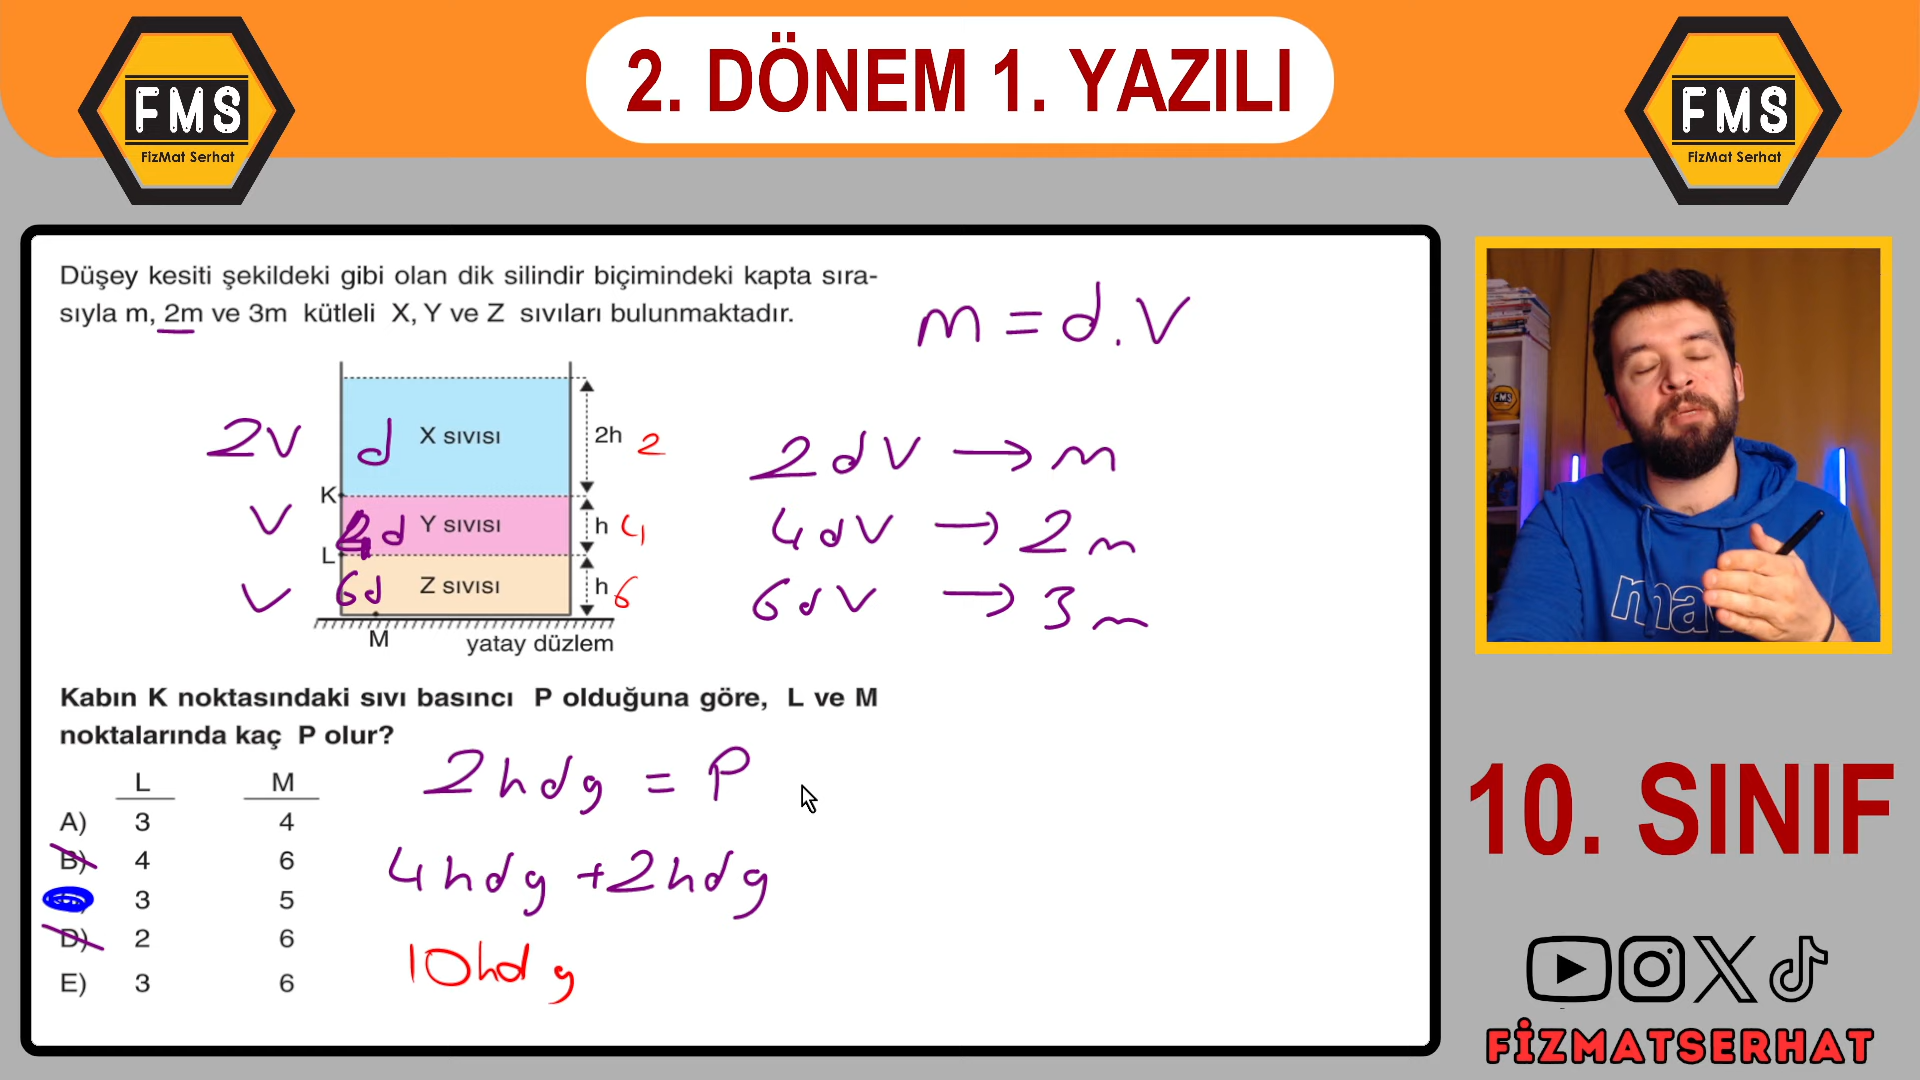 2. DÖNEM 1. YAZILI
FMS
FizMat Serhat
FMS
FizMat Serhat
Düşey kesiti şekildeki gibi olan dik silindir biçimindeki kapta sıra-
sıyla m, 2m ve 3m kütleli X, Y ve Z sıvıları bulunmaktadır.
m = d.V
2V d X sıvısı 2h 2
K
V 4d Y sıvısı h 4
L
V 6d Z sıvısı h 6
M yatay düzlem
2dV → m
4dV → 2m
6dV → 3m
Kabın K noktasındaki sıvı basıncı P olduğuna göre, L ve M
noktalarında kaç P olur?
L M
A) 3 4
B) 4 6
3 5
D) 2 6
E) 3 6
2hdg = P
4hdg +2hdg
10hdg
FMS
10. SINIF
FİZMATSERHAT